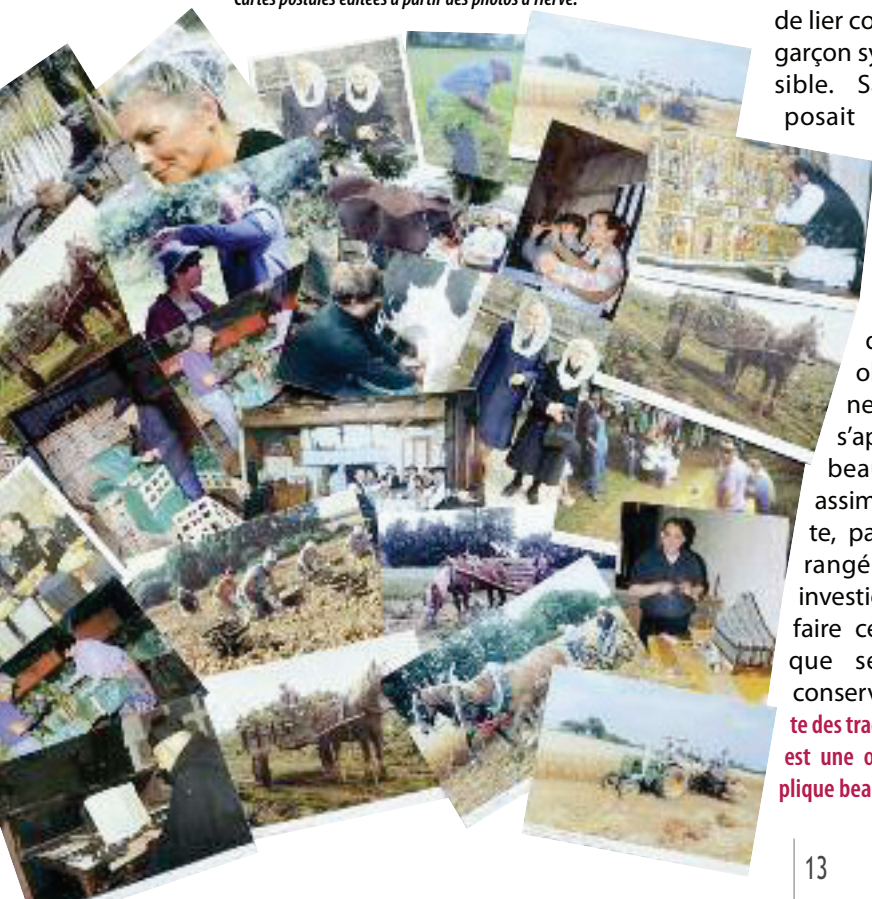 Cartes postales éditées à partir des photos d'Hervé.
de lier co
garçon sy
sible. S
posait
o
ne
s'ap
beau
assim
te, pa
rangé
investi
faire ce
que se
conserv
te des trac
est une o
plique bea
13